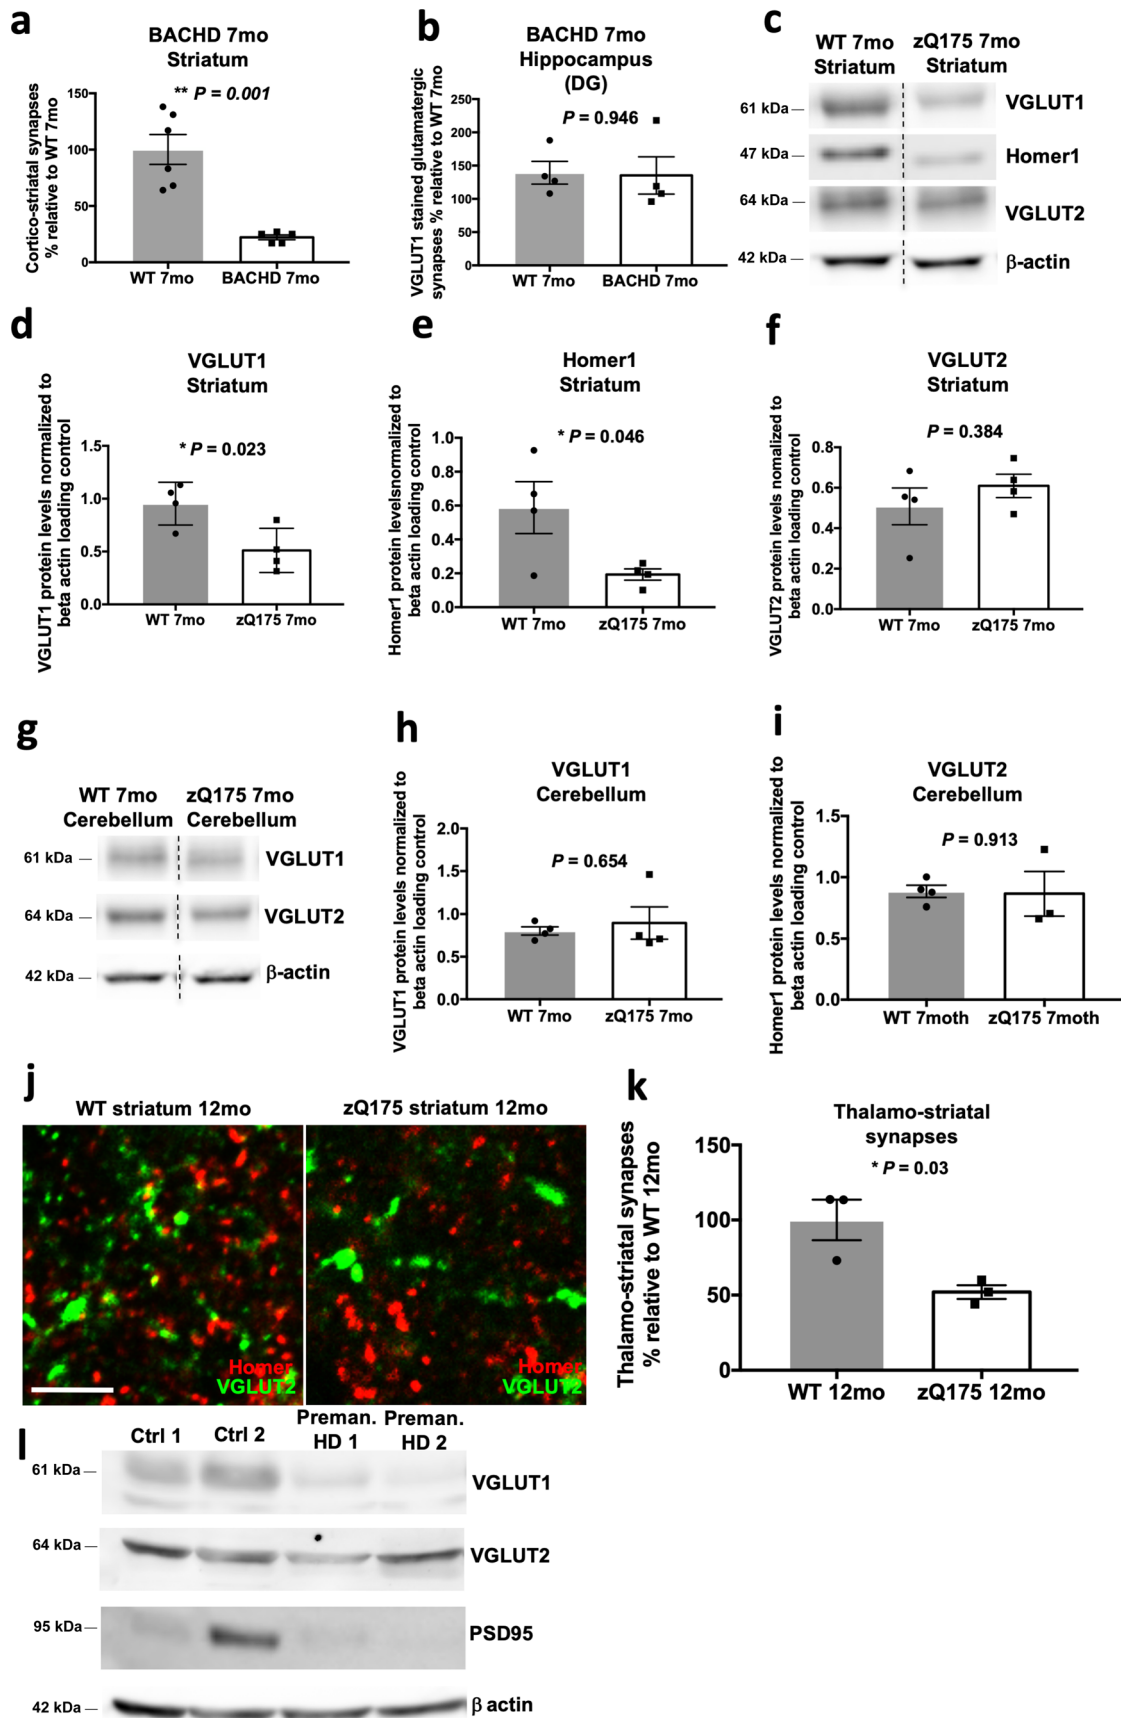 a
BACHD 7mo
Striatum
Cortico-striatal synapses
% relative to WT 7mo
150
100
50
0
** P = 0.001
WT 7mo
BACHD 7mo
b
BACHD 7mo
Hippocampus
(DG)
VGLUT1 stained glutamatergic
synapses % relative to WT 7mo
250
200
150
100
50
0
P = 0.946
WT 7mo
BACHD 7mo
c
WT 7mo
Striatum
zQ175 7mo
Striatum
61 kDa
VGLUT1
47 kDa
Homer1
64 kDa
VGLUT2
42 kDa
β-actin
d
VGLUT1
Striatum
VGLUT1 protein levels normalized to
beta actin loading control
1.5
1.0
0.5
0.0
* P = 0.023
WT 7mo
zQ175 7mo
e
Homer1
Striatum
Homer1 protein levelsnormalized to
beta actin loading control
1.0
0.8
0.6
0.4
0.2
0.0
* P = 0.046
WT 7mo
zQ175 7mo
f
VGLUT2
Striatum
VGLUT2 protein levels nomalized to
beta actin loading control
0.8
0.6
0.4
0.2
0.0
P = 0.384
WT 7mo
zQ175 7mo
g
WT 7mo
Cerebellum
zQ175 7mo
Cerebellum
61 kDa
VGLUT1
64 kDa
VGLUT2
42 kDa
β-actin
h
VGLUT1
Cerebellum
VGLUT1 protein levels normalized to
beta actin loading control
2.0
1.5
1.0
0.5
0.0
P = 0.654
WT 7mo
zQ175 7mo
i
VGLUT2
Cerebellum
Homer1 protein levels normalized to
beta actin loading control
1.5
1.0
0.5
0.0
P = 0.913
WT 7moth
zQ175 7moth
j
WT striatum 12mo
zQ175 striatum 12mo
Homer
VGLUT2
Homer
VGLUT2
k
Thalamo-striatal
synapses
Thalamo-striatal synapses
% relative to WT 12mo
150
100
50
0
* P = 0.03
WT 12mo
zQ175 12mo
l
Ctrl 1
Ctrl 2
Preman.
HD 1
Preman.
HD 2
61 kDa
VGLUT1
64 kDa
VGLUT2
95 kDa
PSD95
42 kDa
β actin